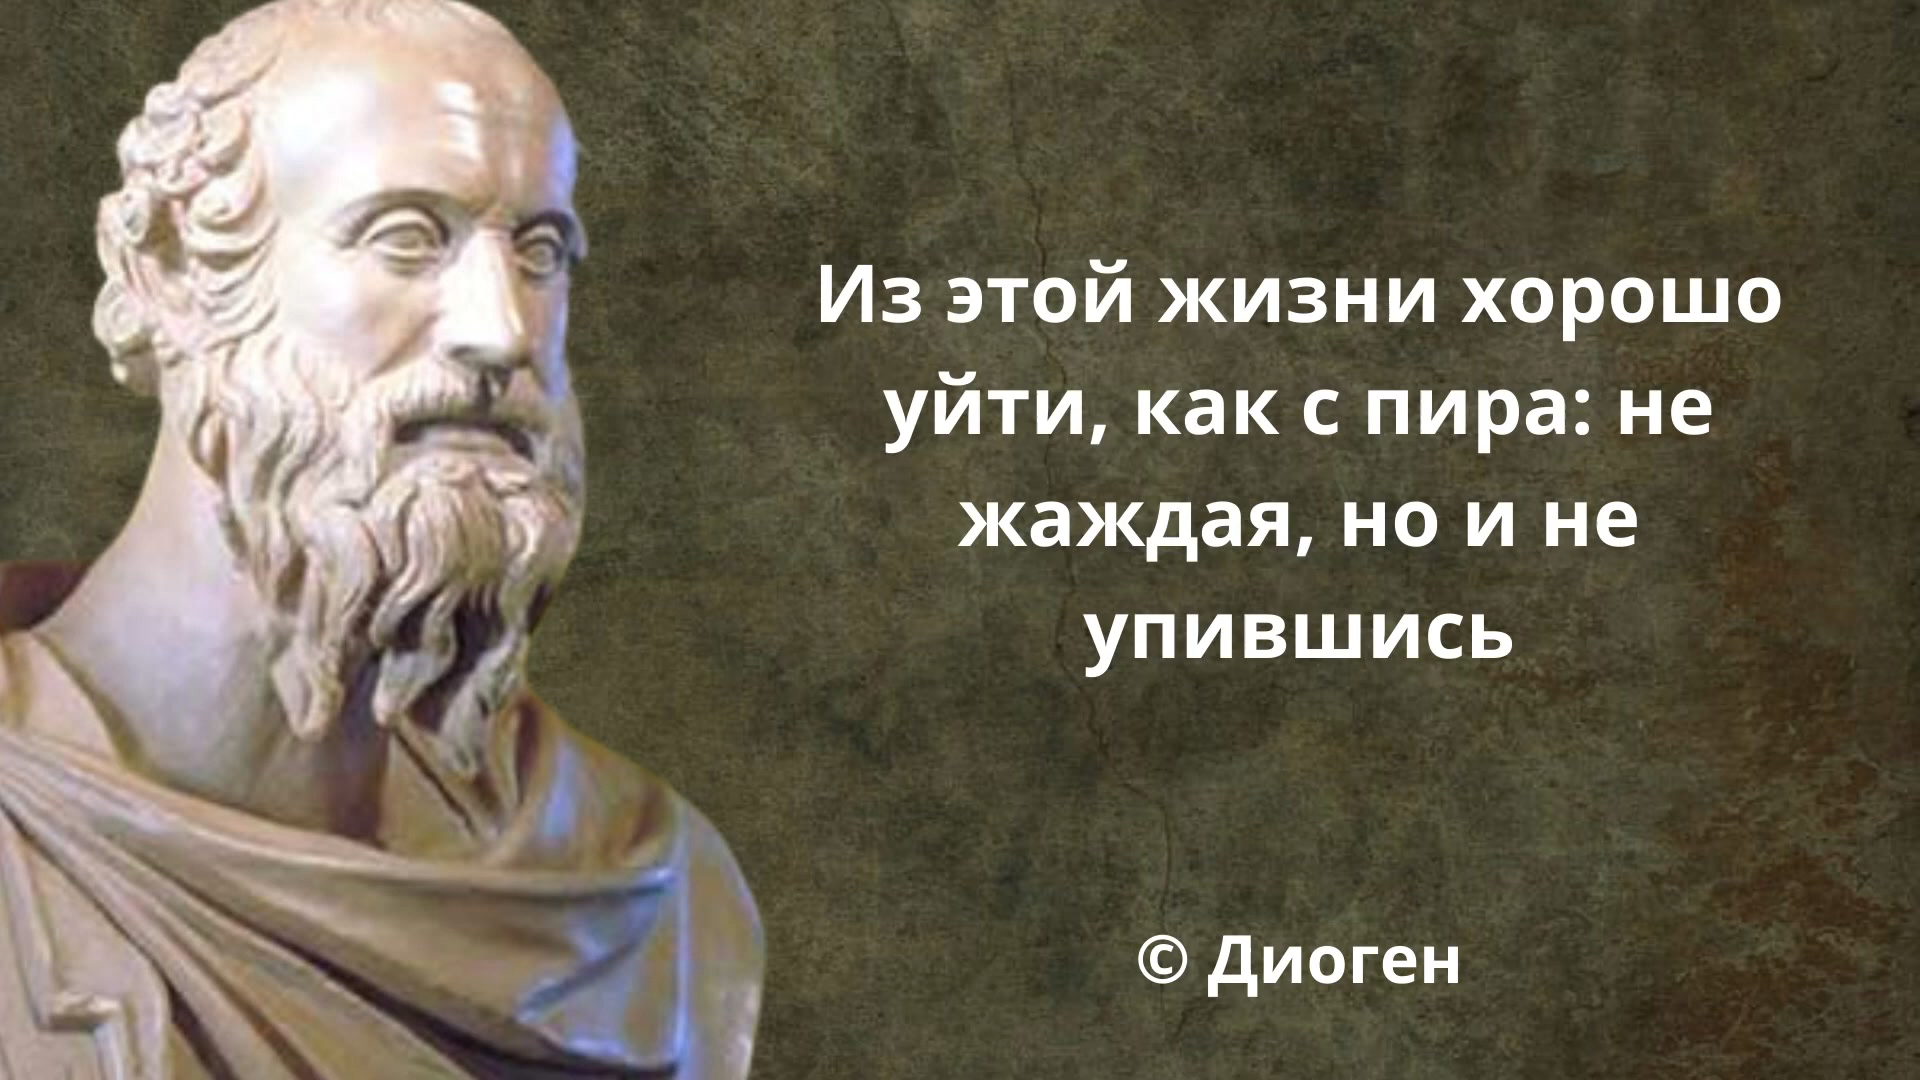 Из этой жизни хорошо
уйти, как с пира: не
жаждая, но и не
упившись
© Диоген